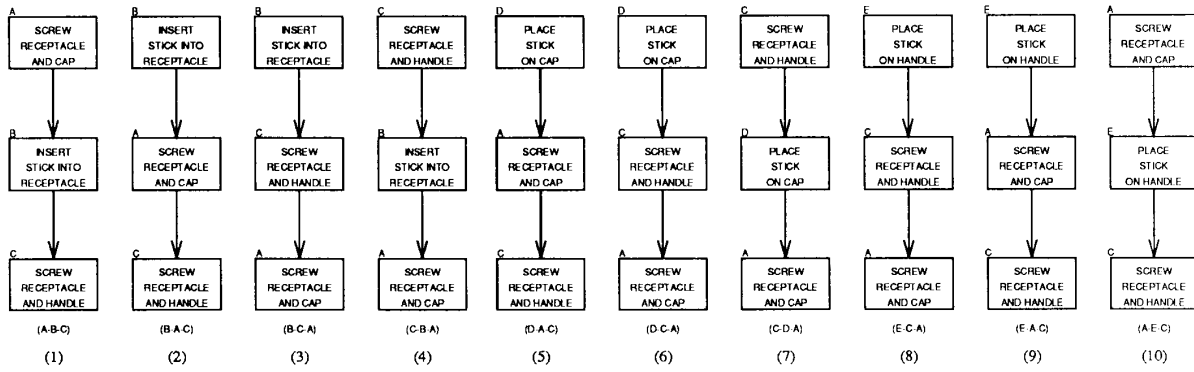 A
SCREW
RECEPTACLE
AND CAP
B
INSERT
STICK INTO
RECEPTACLE
C
SCREW
RECEPTACLE
AND HANDLE
(A-B-C)
(1)
B
INSERT
STICK INTO
RECEPTACLE
A
SCREW
RECEPTACLE
AND CAP
C
SCREW
RECEPTACLE
AND HANDLE
(B-A-C)
(2)
B
INSERT
STICK INTO
RECEPTACLE
C
SCREW
RECEPTACLE
AND HANDLE
A
SCREW
RECEPTACLE
AND CAP
(B-C-A)
(3)
C
SCREW
RECEPTACLE
AND HANDLE
B
INSERT
STICK INTO
RECEPTACLE
A
SCREW
RECEPTACLE
AND CAP
(C-B-A)
(4)
D
PLACE
STICK
ON CAP
A
SCREW
RECEPTACLE
AND CAP
C
SCREW
RECEPTACLE
AND HANDLE
(D-A-C)
(5)
D
PLACE
STICK
ON CAP
C
SCREW
RECEPTACLE
AND HANDLE
A
SCREW
RECEPTACLE
AND CAP
(D-C-A)
(6)
C
SCREW
RECEPTACLE
AND HANDLE
D
PLACE
STICK
ON CAP
A
SCREW
RECEPTACLE
AND CAP
(C-D-A)
(7)
E
PLACE
STICK
ON HANDLE
C
SCREW
RECEPTACLE
AND HANDLE
A
SCREW
RECEPTACLE
AND CAP
(E-C-A)
(8)
E
PLACE
STICK
ON HANDLE
A
SCREW
RECEPTACLE
AND CAP
C
SCREW
RECEPTACLE
AND HANDLE
(E-A-C)
(9)
A
SCREW
RECEPTACLE
AND CAP
E
PLACE
STICK
ON HANDLE
C
SCREW
RECEPTACLE
AND HANDLE
(A-E-C)
(10)